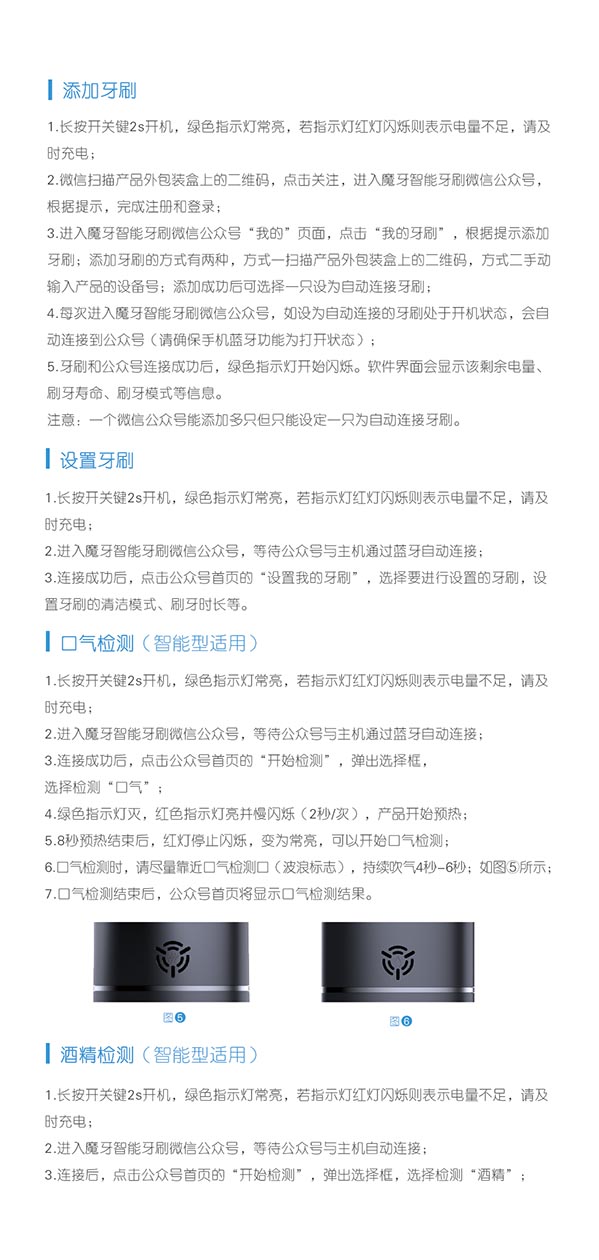 添加牙刷
1.长按开关键2s开机，绿色指示灯常亮，若指示灯红灯闪烁则表示电量不足，请及
时充电；
2.微信扫描产品外包装盒上的二维码，点击关注，进入魔牙智能牙刷微信公众号，
根据提示，完成注册和登录；
3.进入魔牙智能牙刷微信公众号“我的”页面，点击“我的牙刷”，根据提示添加
牙刷；添加牙刷的方式有两种，方式一扫描产品外包装盒上的二维码，方式二手动
输入产品的设备号；添加成功后可选择一只设为自动连接牙刷；
4.每次进入魔牙智能牙刷微信公众号，如设为自动连接的牙刷处于开机状态，会自
动连接到公众号（请确保手机蓝牙功能为打开状态）；
5.牙刷和公众号连接成功后，绿色指示灯开始闪烁。软件界面会显示该剩余电量、
刷牙寿命、刷牙模式等信息。
注意：一个微信公众号能添加多只但只能设定一只为自动连接牙刷。
设置牙刷
1.长按开关键2s开机，绿色指示灯常亮，若指示灯红灯闪烁则表示电量不足，请及
时充电；
2.进入魔牙智能牙刷微信公众号，等待公众号与主机通过蓝牙自动连接；
3.连接成功后，点击公众号首页的“设置我的牙刷”，选择要进行设置的牙刷，设
置牙刷的清洁模式、刷牙时长等。
口气检测（智能型适用）
1.长按开关键2s开机，绿色指示灯常亮，若指示灯红灯闪烁则表示电量不足，请及
时充电；
2.进入魔牙智能牙刷微信公众号，等待公众号与主机通过蓝牙自动连接；
3.连接成功后，点击公众号首页的“开始检测”，弹出选择框，
选择检测“口气”；
4.绿色指示灯灭，红色指示灯亮并慢闪烁（2秒/次），产品开始预热；
5.8秒预热结束后，红灯停止闪烁，变为常亮，可以开始口气检测；
6.口气检测时，请尽量靠近口气检测口（波浪标志），持续吹气4秒-6秒；如图⑤所示；
7.口气检测结束后，公众号首页将显示口气检测结果。
图❺
图❻
酒精检测（智能型适用）
1.长按开关键2s开机，绿色指示灯常亮，若指示灯红灯闪烁则表示电量不足，请及
时充电；
2.进入魔牙智能牙刷微信公众号，等待公众号与主机自动连接；
3.连接后，点击公众号首页的“开始检测”，弹出选择框，选择检测“酒精”；